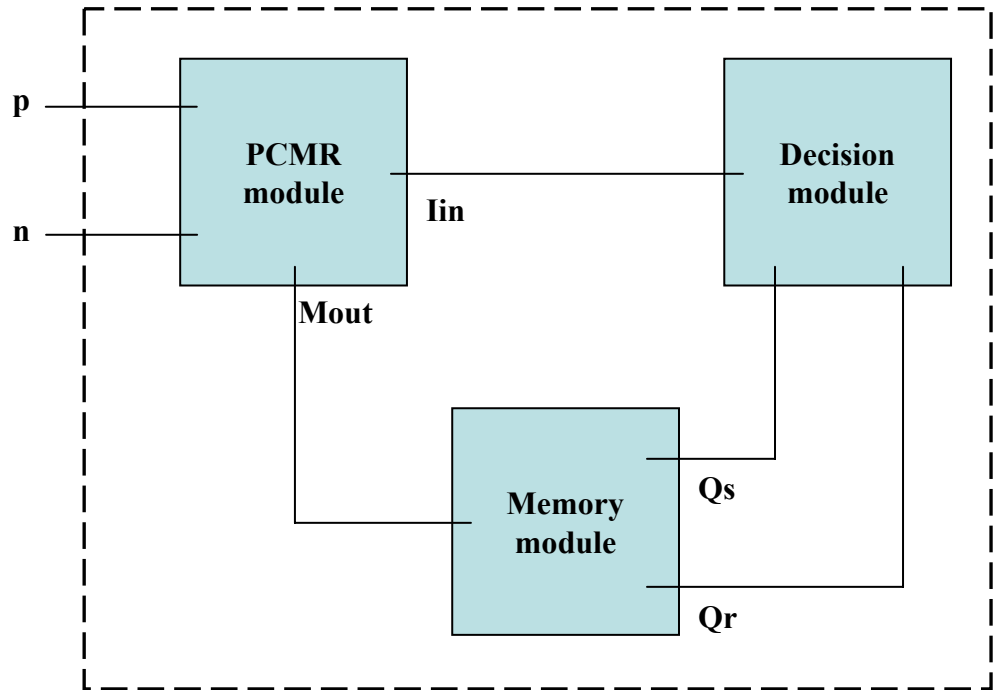 p
PCMR
module
Decision
module
Iin
n
Mout
Memory
module
Qs
Qr